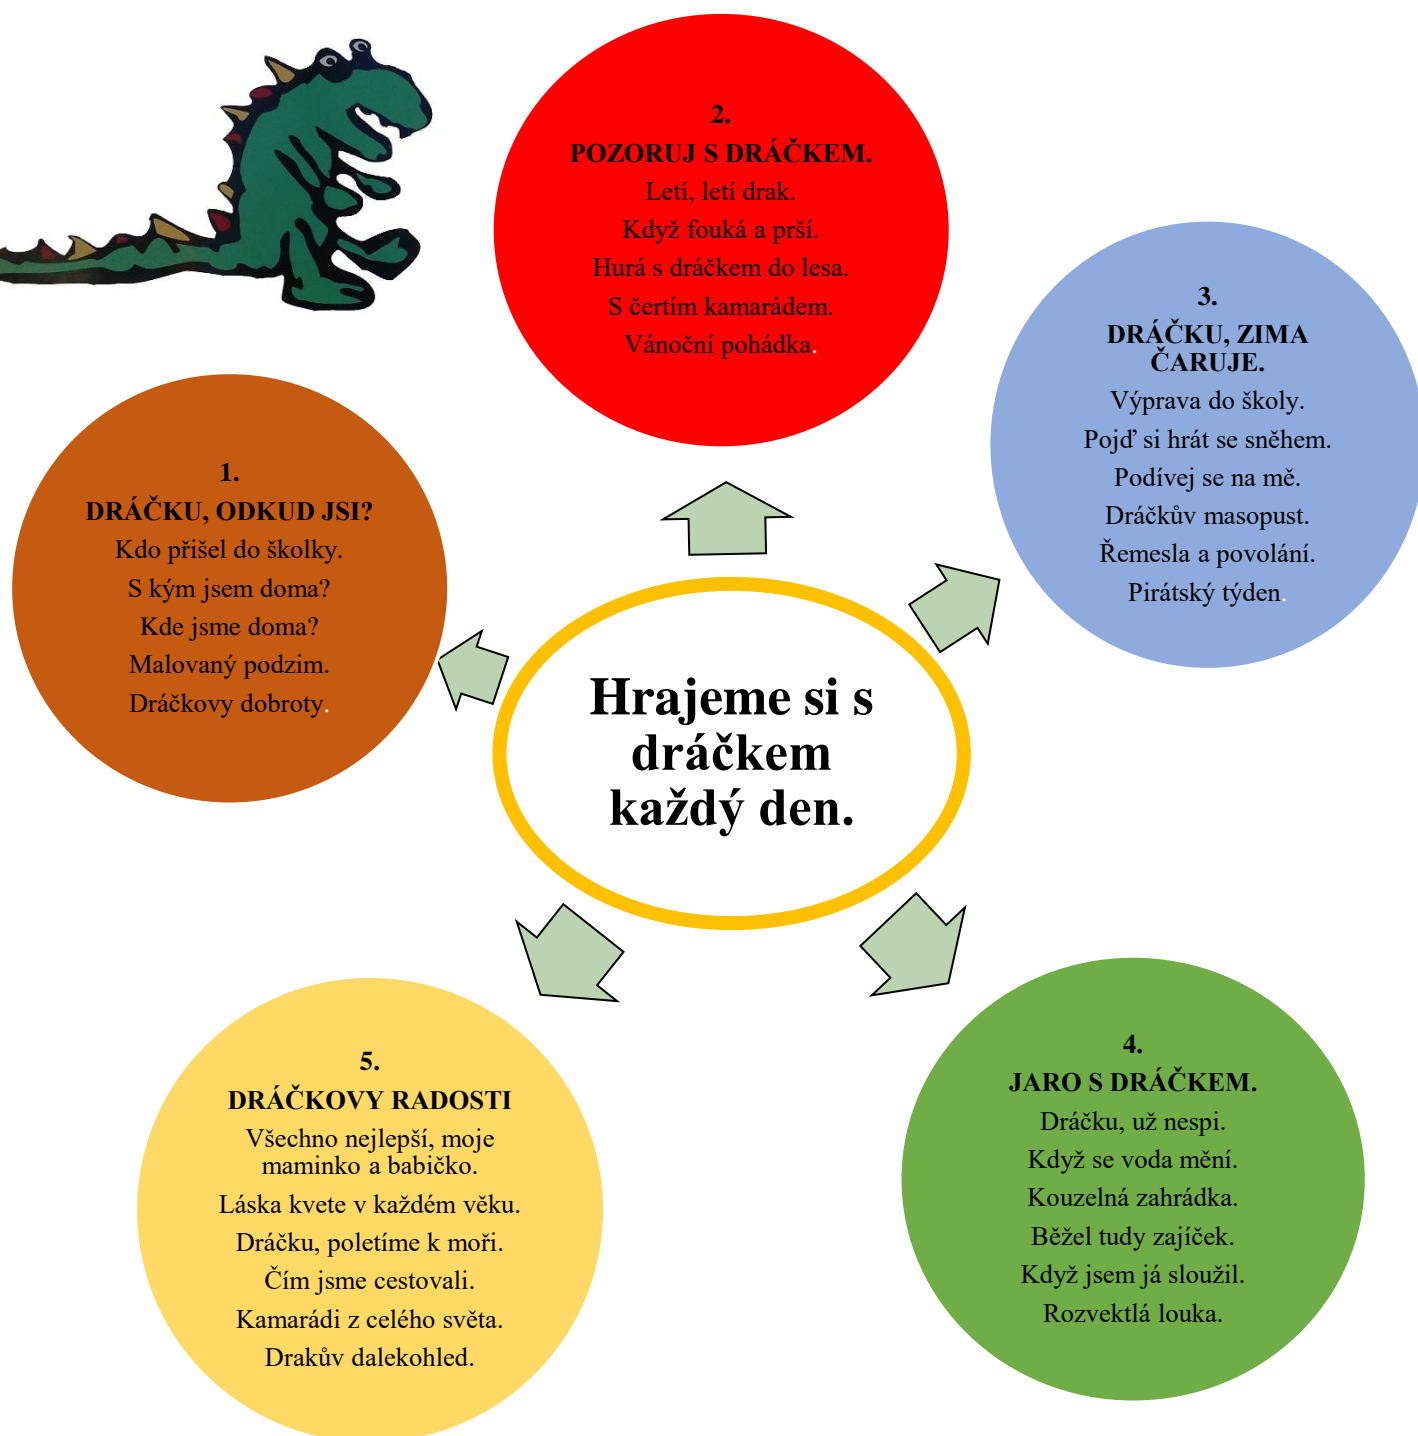 2.
POZORUJ S DRÁČKEM.
Letí, letí drak.
Když fouká a prší.
Hurá s dráčkem do lesa.
S čertím kamarádem.
Vánoční pohádka.
3.
DRÁČKU, ZIMA
ČARUJE.
Výprava do školy.
Pojď si hrát se sněhem.
Podívej se na mě.
Dráčkův masopust.
Řemesla a povolání.
Pirátský týden.
1.
DRÁČKU, ODKUD JSI?
Kdo přišel do školky.
S kým jsem doma?
Kde jsme doma?
Malovaný podzim.
Dráčkovy dobroty.
Hrajeme si s
dráčkem
každý den.
5.
DRÁČKOVY RADOSTI
Všechno nejlepší, moje
maminko a babičko.
Láska kvete v každém věku.
Dráčku, poletíme k moři.
Čím jsme cestovali.
Kamarádi z celého světa.
Drakův dalekohled.
4.
JARO S DRÁČKEM.
Dráčku, už nespi.
Když se voda mění.
Kouzelná zahrádka.
Běžel tudy zajíček.
Když jsem já sloužil.
Rozvektlá louka.